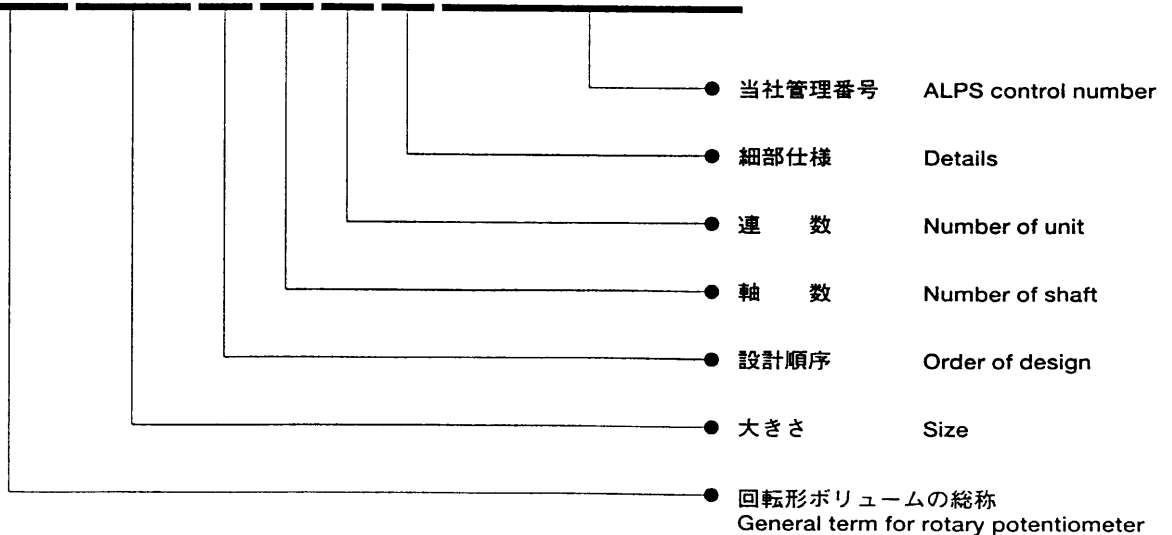 当社管理番号 ALPS control number
細部仕様 Details
連 数 Number of unit
軸 数 Number of shaft
設計順序 Order of design
大きさ Size
回転形ボリュームの総称
General term for rotary potentiometer